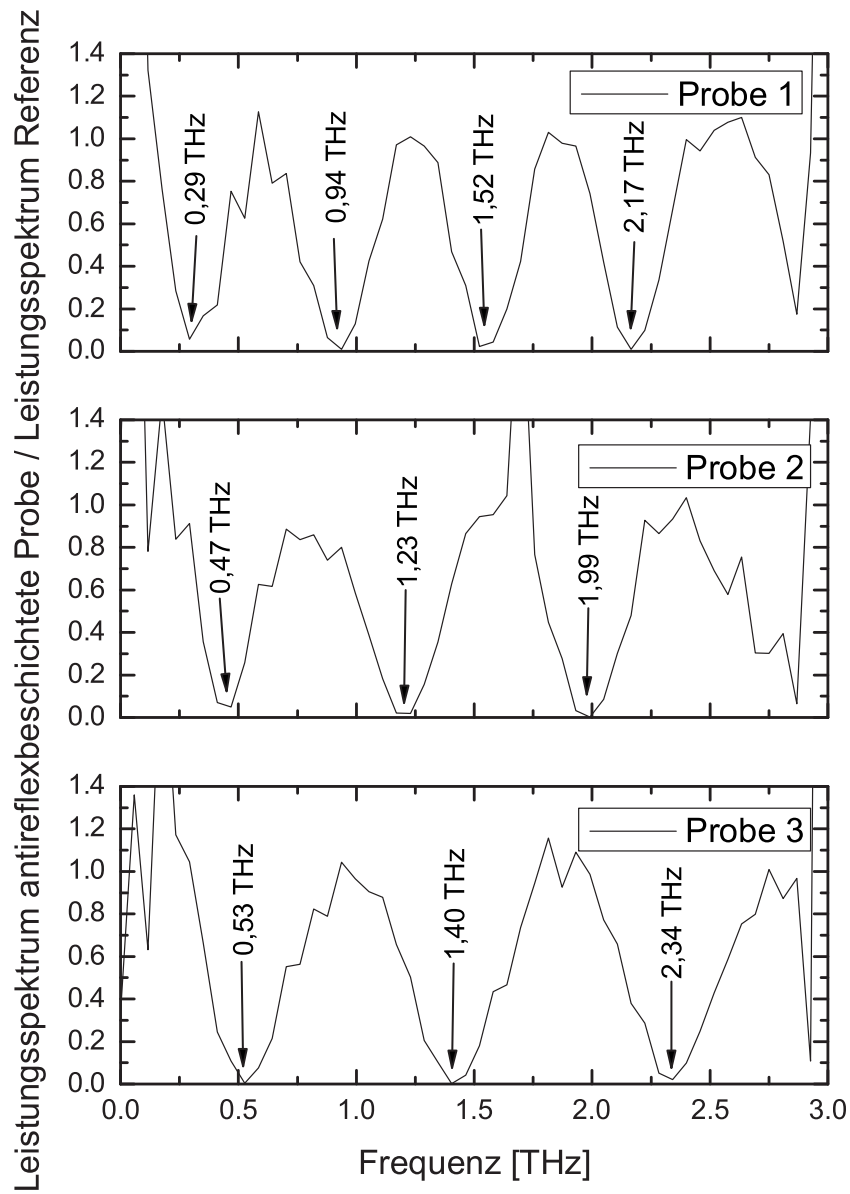 Leistungsspektrum antireflexbeschichtete Probe / Leistungsspektrum Referenz
1.4
1.2
1.0
0.8
0.6
0.4
0.2
0.0
Probe 1
0,29 THz
0,94 THz
1,52 THz
2,17 THz
1.4
1.2
1.0
0.8
0.6
0.4
0.2
0.0
Probe 2
0,47 THz
1,23 THz
1,99 THz
1.4
1.2
1.0
0.8
0.6
0.4
0.2
0.0
Probe 3
0,53 THz
1,40 THz
2,34 THz
0.0 0.5 1.0 1.5 2.0 2.5 3.0
Frequenz [THz]